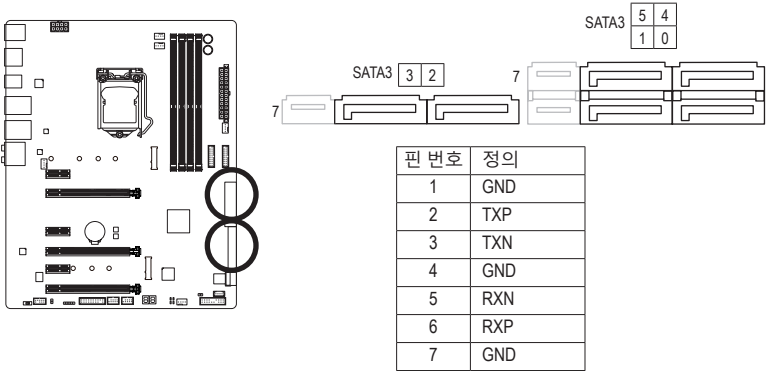 SATA3 5 4
1 0
SATA3 3 2
7
7
핀 번호 정의
1 GND
2 TXP
3 TXN
4 GND
5 RXN
6 RXP
7 GND